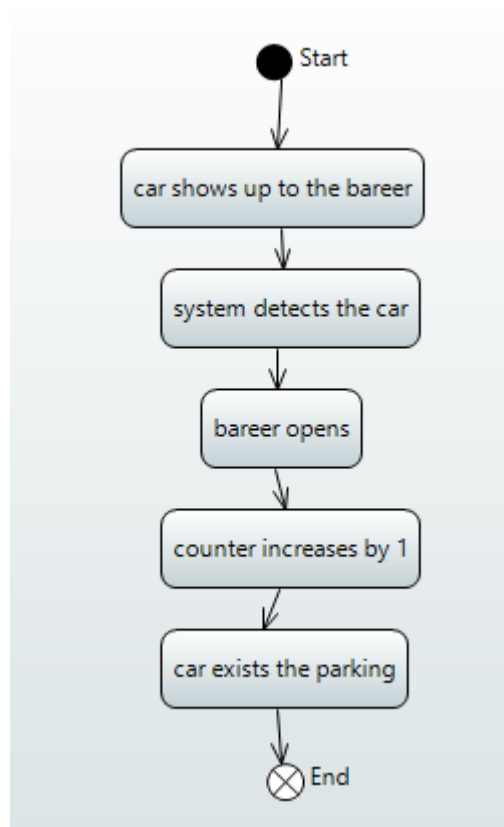 Start
car shows up to the bareer
system detects the car
bareer opens
counter increases by 1
car exists the parking
End